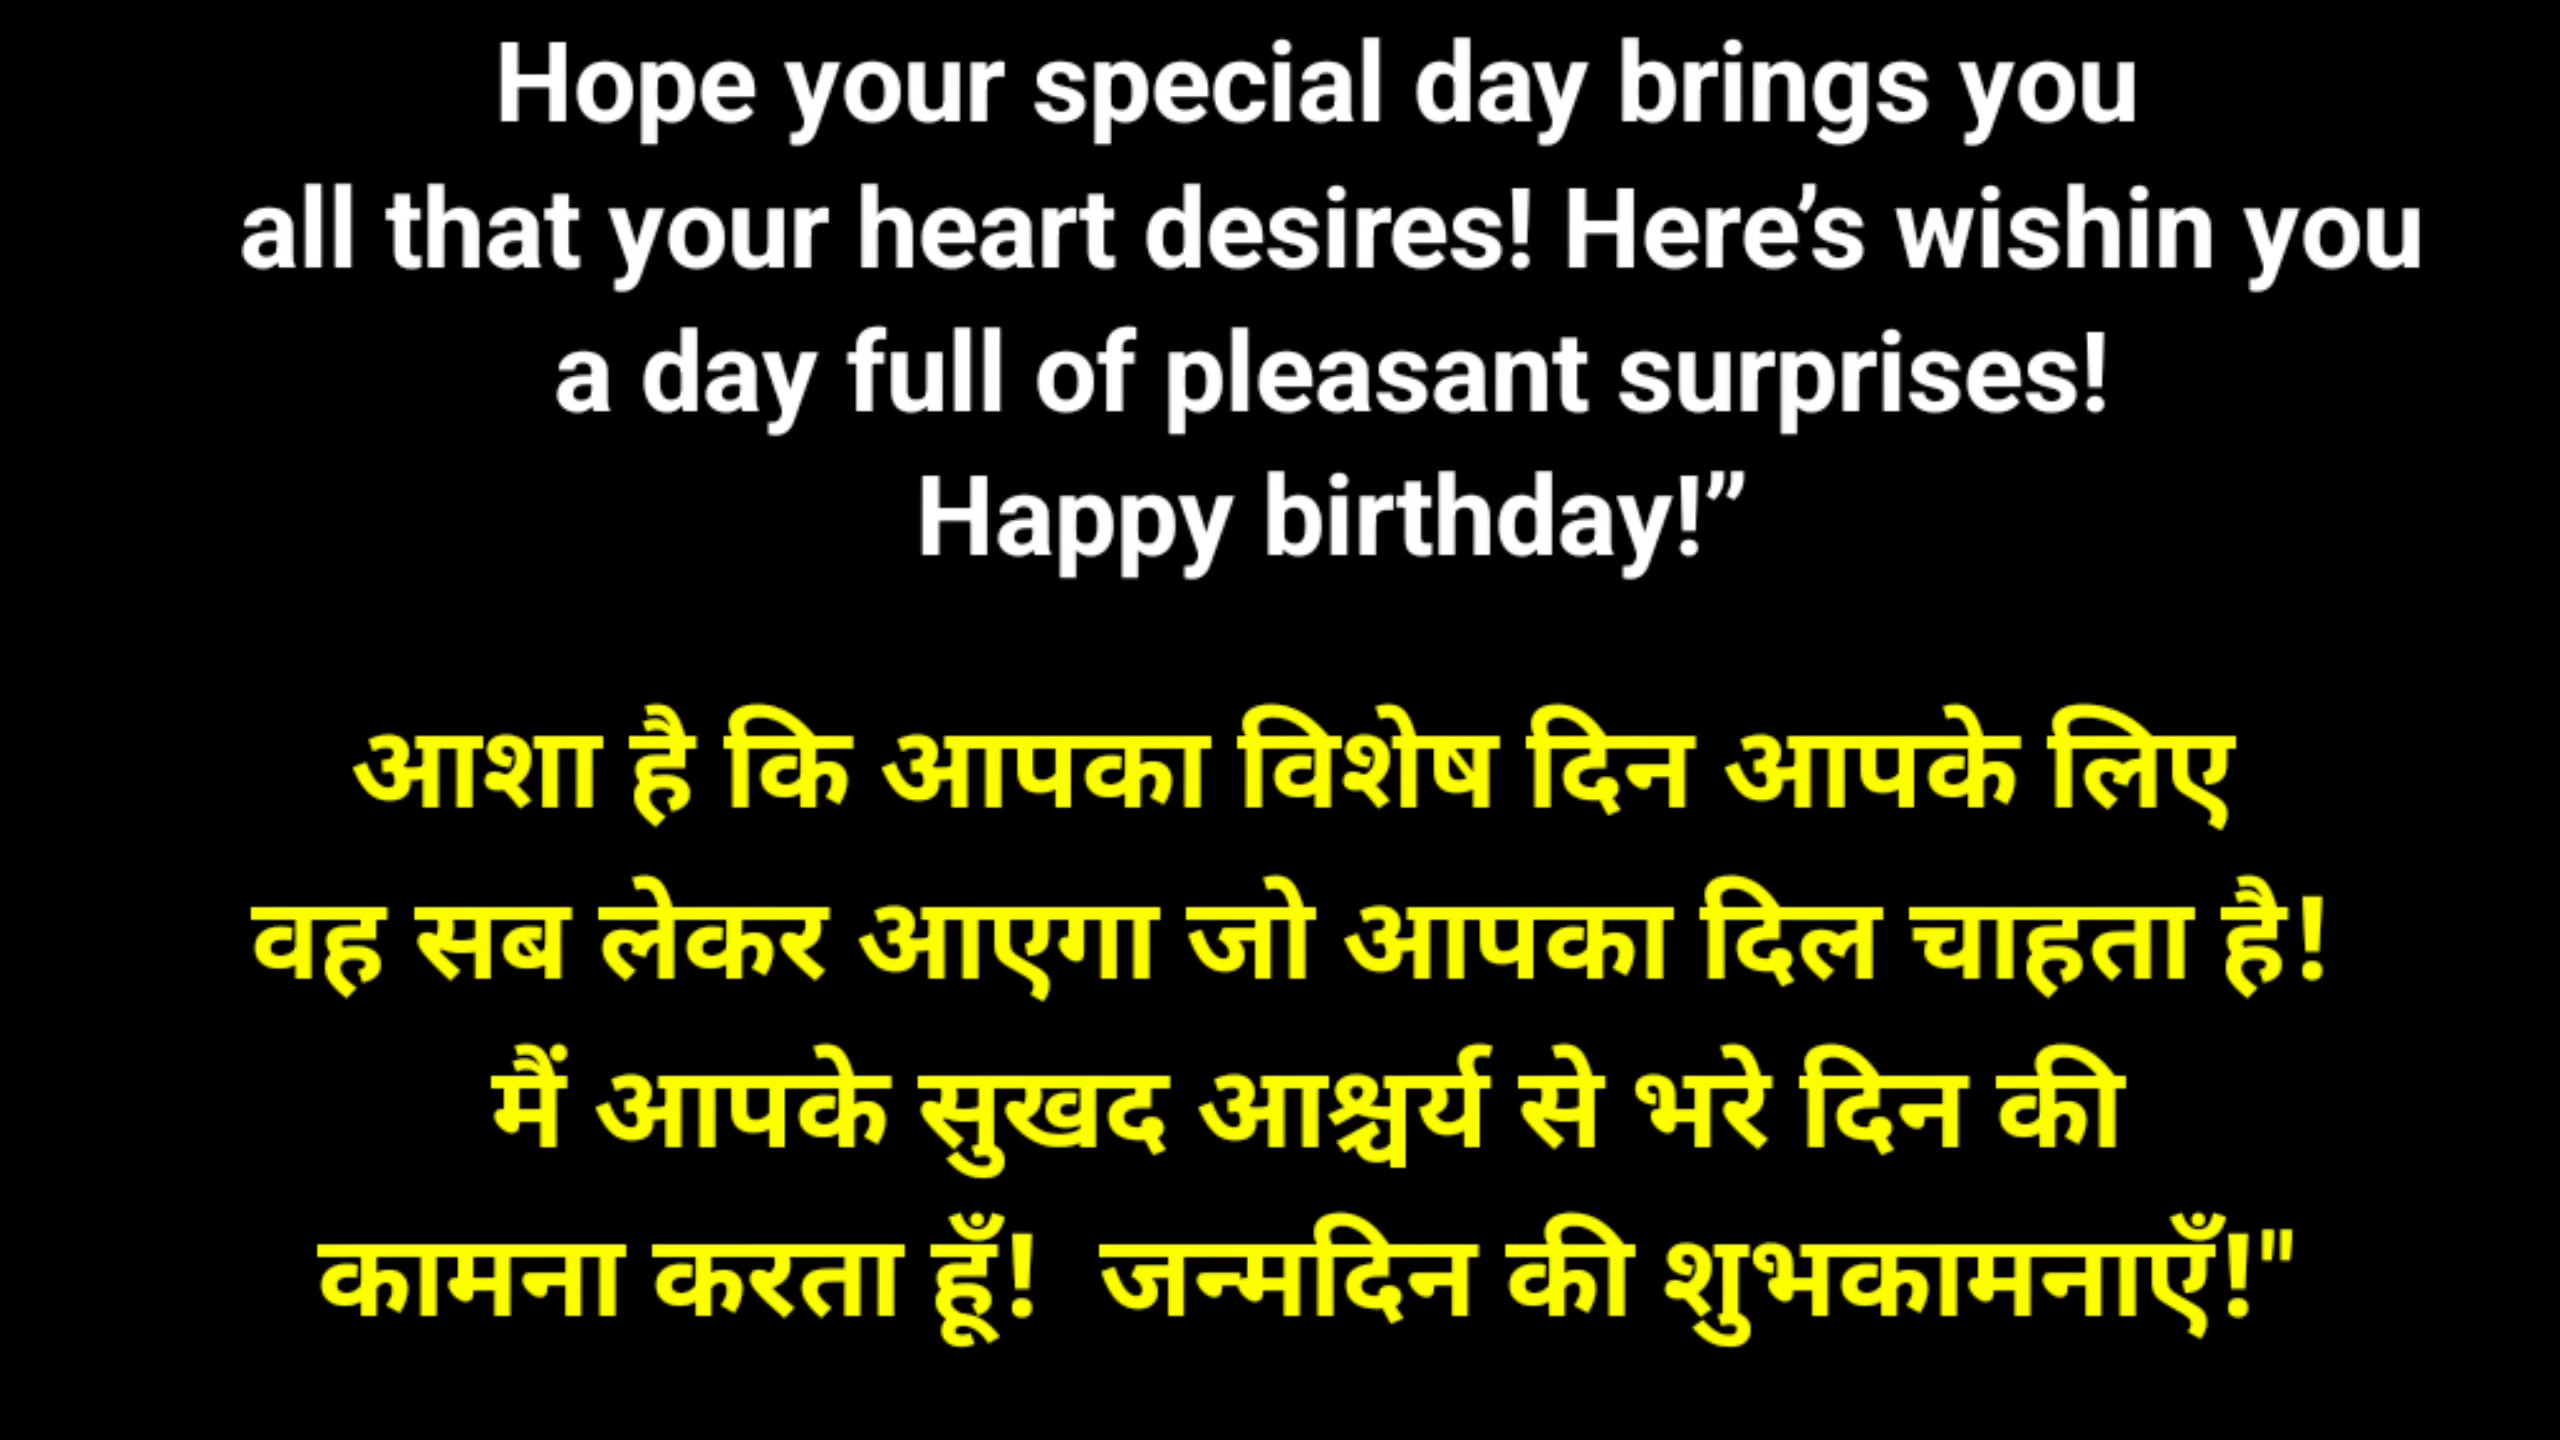 Hope your special day brings you
all that your heart desires! Here’s wishin you
a day full of pleasant surprises!
Happy birthday!”
आशा है कि आपका विशेष दिन आपके लिए
वह सब लेकर आएगा जो आपका दिल चाहता है!
मैं आपके सुखद आश्चर्य से भरे दिन की
कामना करता हूँ! जन्मदिन की शुभकामनाएँ!"